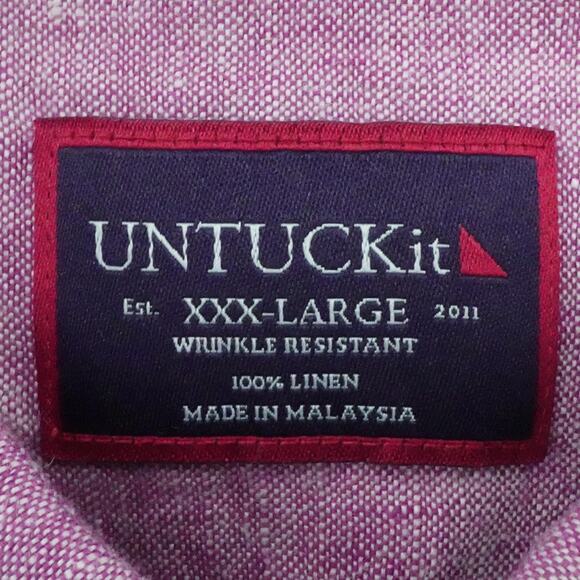 UNTUCKit
Est. XXX-LARGE 2011
WRINKLE RESISTANT
100% LINEN
MADE IN MALAYSIA